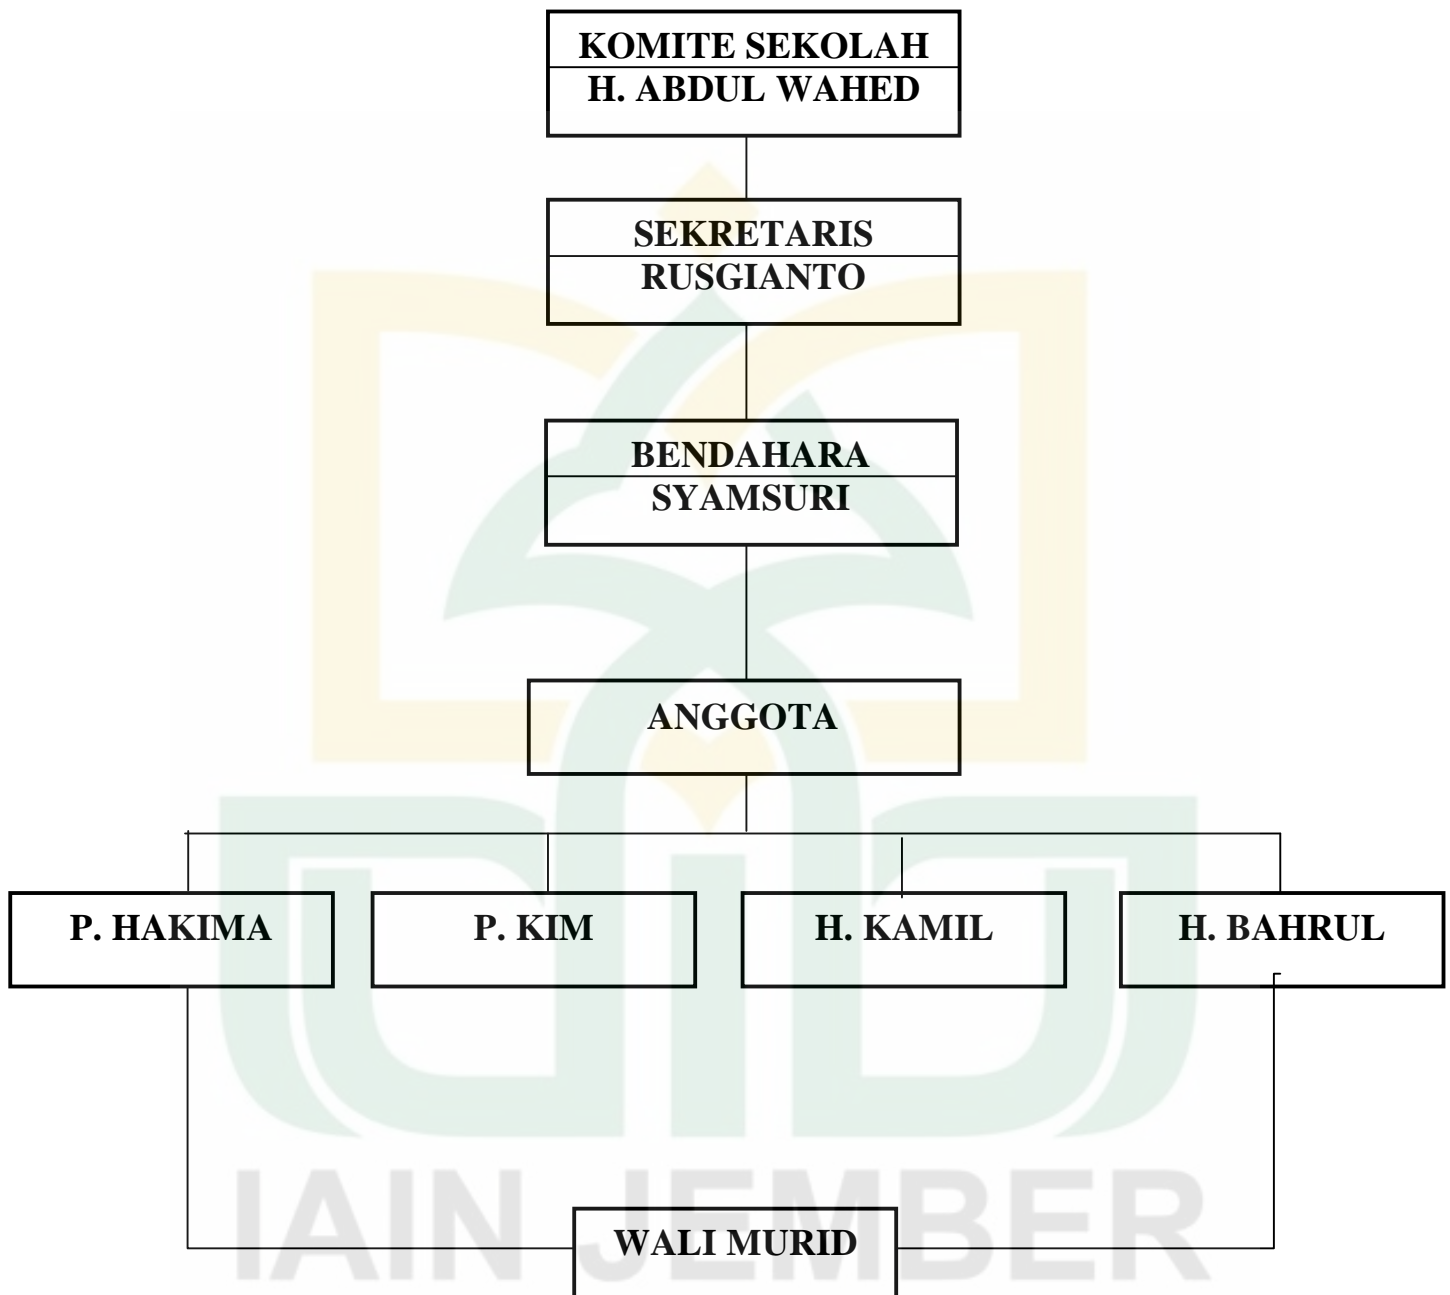 KOMITE SEKOLAH
H. ABDUL WAHED
SEKRETARIS
RUSGIANTO
BENDAHARA
SYAMSURI
ANGGOTA
P. HAKIMA
P. KIM
H. KAMIL
H. BAHRUL
WALI MURID
IAIN JEMBER